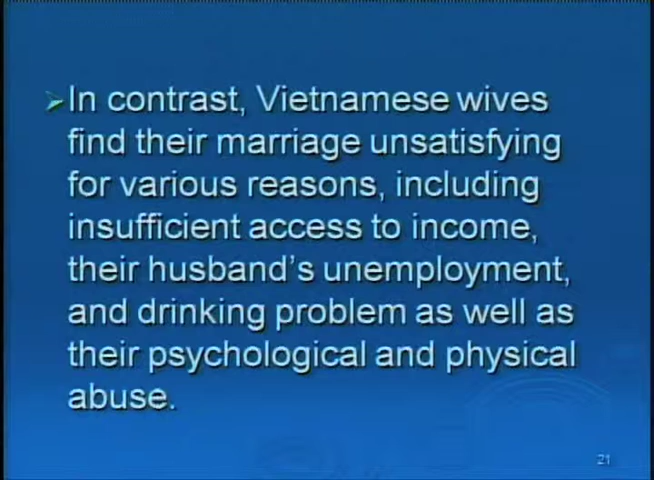 In contrast, Vietnamese wives
find their marriage unsatisfying
for various reasons, including
insufficient access to income,
their husband's unemployment,
and drinking problem as well as
their psychological and physical
abuse.
21